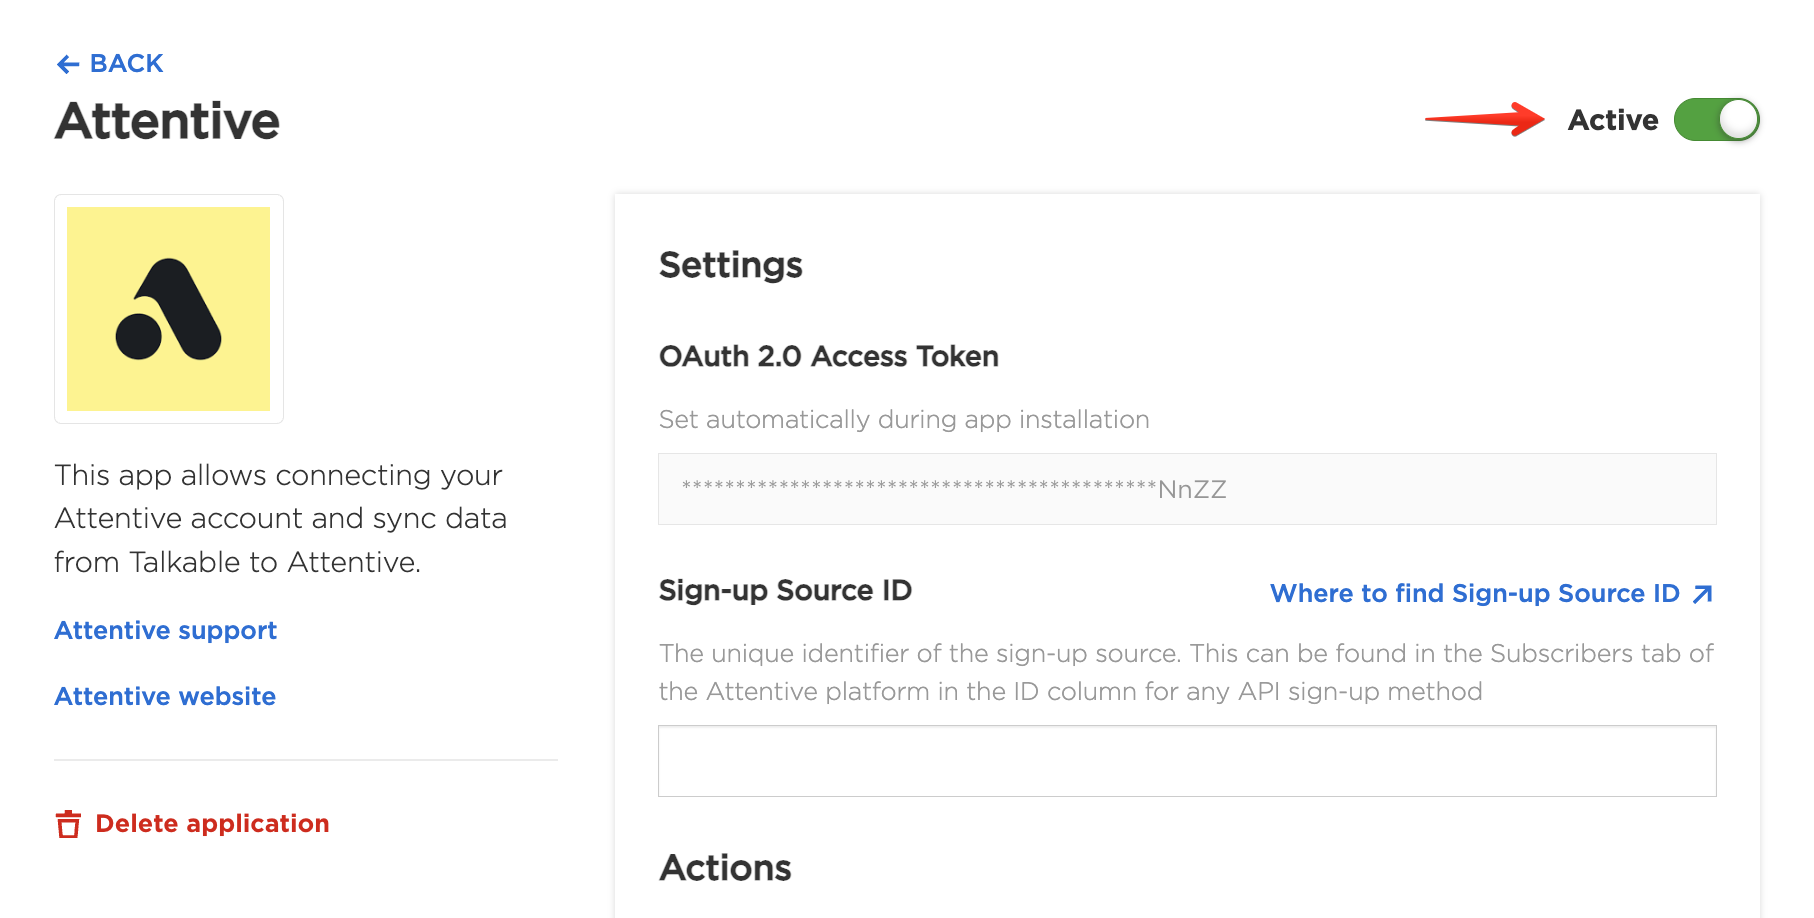 BACK
Attentive
Active
This app allows connecting your
Attentive account and sync data
from Talkable to Attentive.
Attentive support
Attentive website
Delete application
Settings
OAuth 2.0 Access Token
Set automatically during app installation
********************************************NnZZ
Sign-up Source ID
Where to find Sign-up Source ID
The unique identifier of the sign-up source. This can be found in the Subscribers tab of
the Attentive platform in the ID column for any API sign-up method
Actions